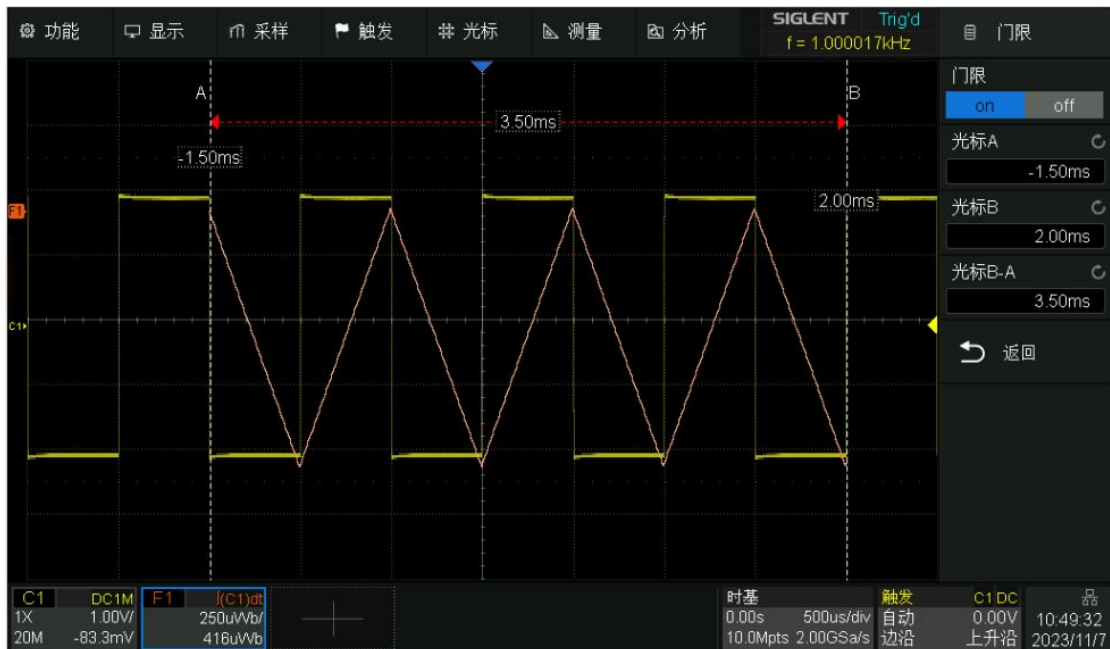 功能 显示 采样 触发 光标 测量 分析 SIGLENT Trig'd 门限
f = 1.000017kHz
门限
on off
A B
3.50ms
光标A
-1.50ms
-1.50ms
2.00ms
光标B
2.00ms
F1
光标B-A
3.50ms
C1
返回
C1 DC1M F1 ∫(C1)dt 时基 触发 C1 DC
1X 1.00V/ 250uWb/ 0.00s 500us/div 自动 0.00V 10:49:32
20M -83.3mV 416uWb 10.0Mpts 2.00GSa/s 边沿 上升沿 2023/11/7